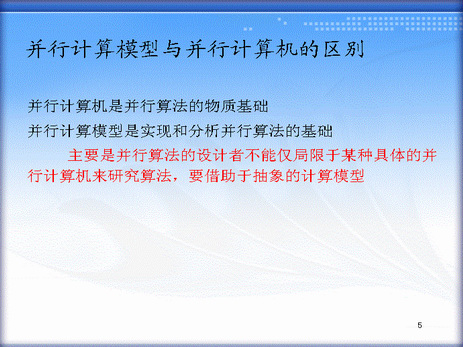 并行计算模型与并行计算机的区别
并行计算机是并行算法的物质基础
并行计算模型是实现和分析并行算法的基础
主要是并行算法的设计者不能仅局限于某种具体的并
行计算机来研究算法，要借助于抽象的计算模型
5